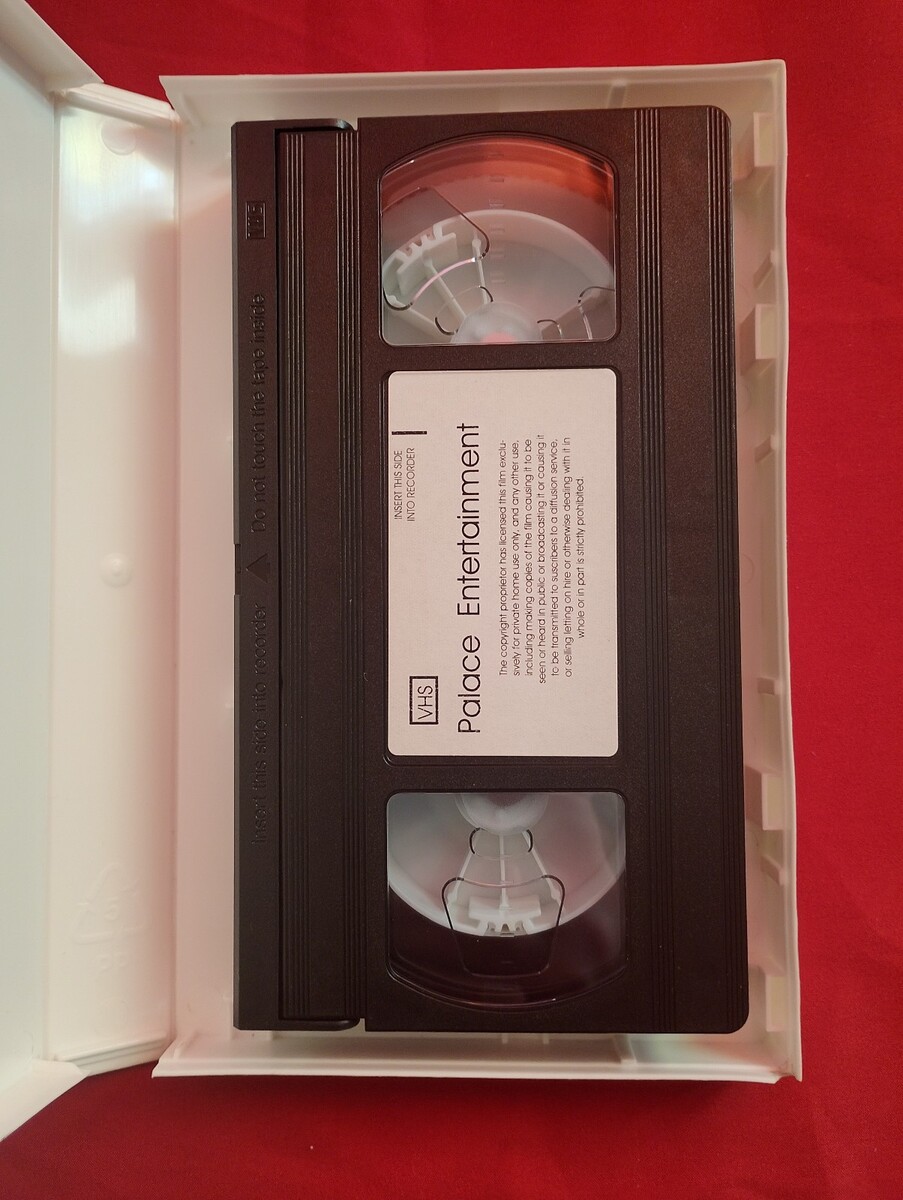 Insert this side into recorder △ Do not touch the tape inside
VHS
INSERT THIS SIDE
INTO RECORDER
VHS
Palace Entertainment
The copyright proprietor has licensed this film exclu-
sively for private home use only, and any other use,
including making copies of the film causing it to be
seen or heard in public or broadcasting it or causing it
to be transmitted to suscribers to a diffusion service,
or selling letting on hire or otherwise dealing with it in
whole or in part is strictly prohibited.